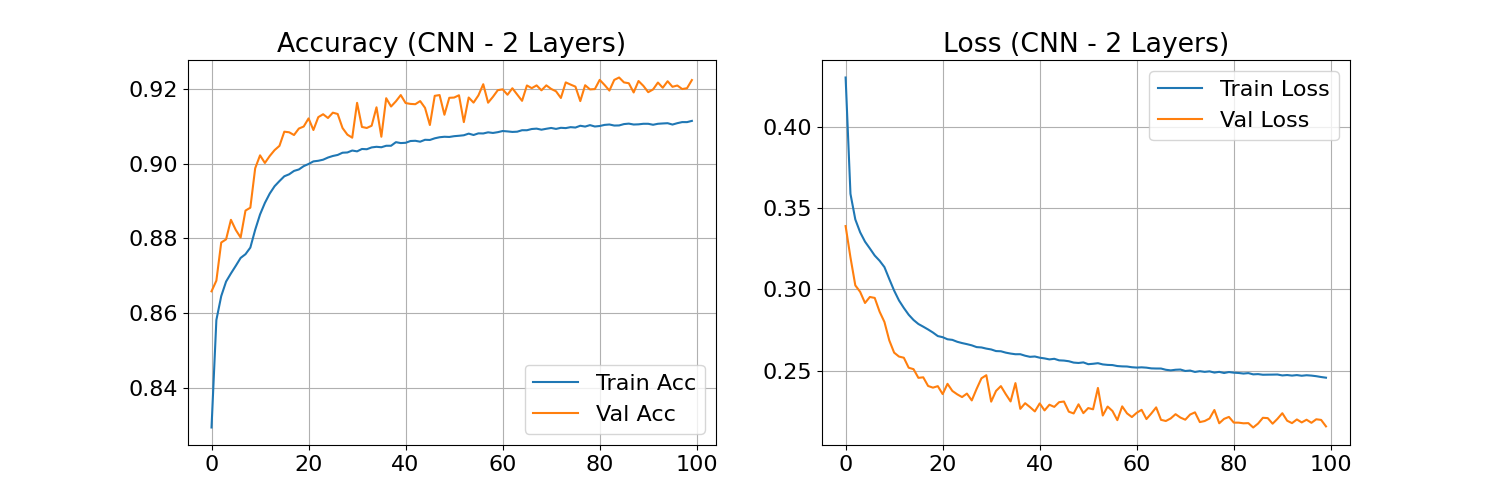 Accuracy (CNN - 2 Layers)
0.92
0.90
0.88
0.86
0.84
0 20 40 60 80 100
Train Acc
Val Acc
Loss (CNN - 2 Layers)
0.40
0.35
0.30
0.25
0 20 40 60 80 100
Train Loss
Val Loss